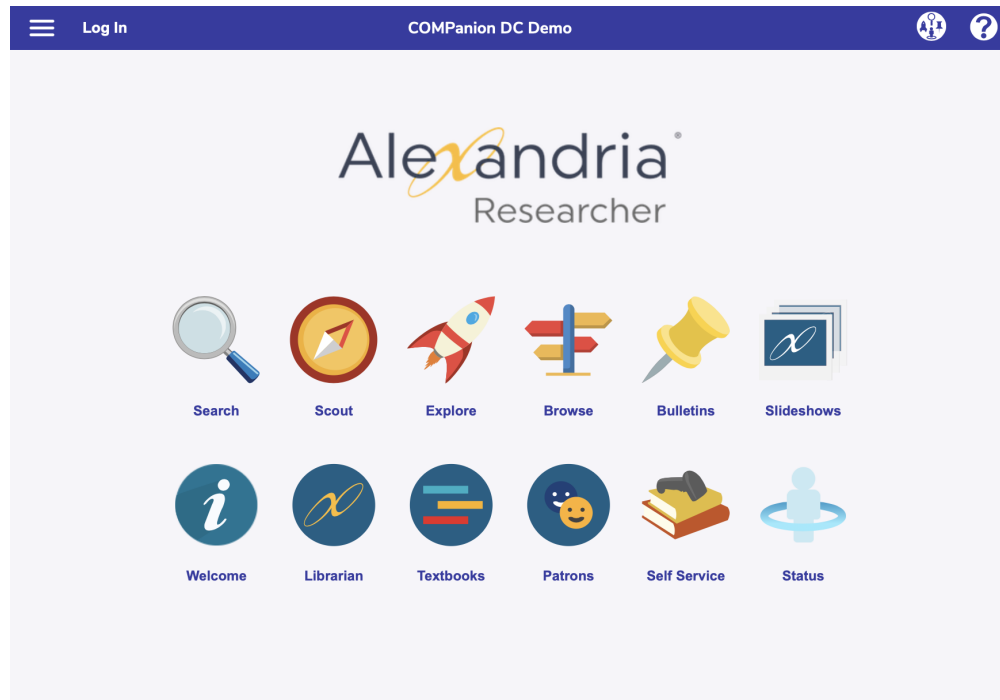 Log In
COMPanion DC Demo
?
Alexandria®
Researcher
Search
Scout
Explore
Browse
Bulletins
Slideshows
Welcome
Librarian
Textbooks
Patrons
Self Service
Status